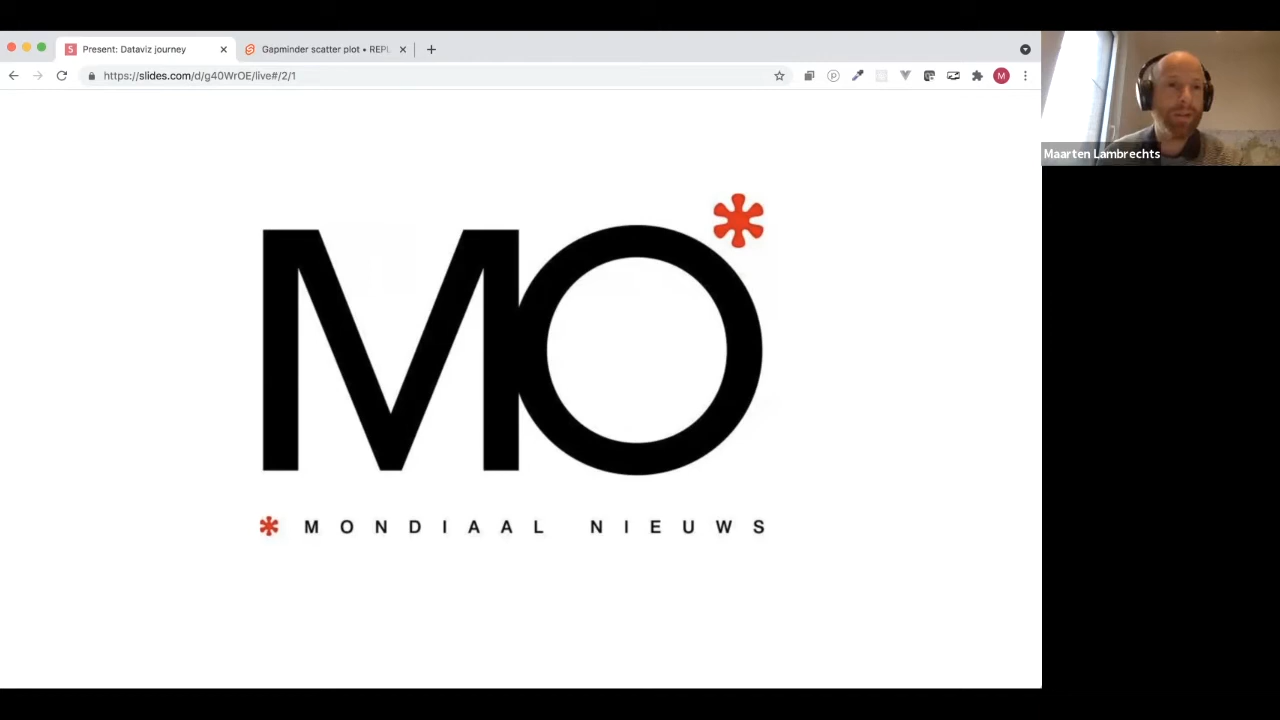 Present: Dataviz journey
Gapminder scatter plot • REPL
https://slides.com/d/g40WrOE/live#/2/1
M
Maarten Lambrechts
MO*
* MONDIAAL NIEUWS